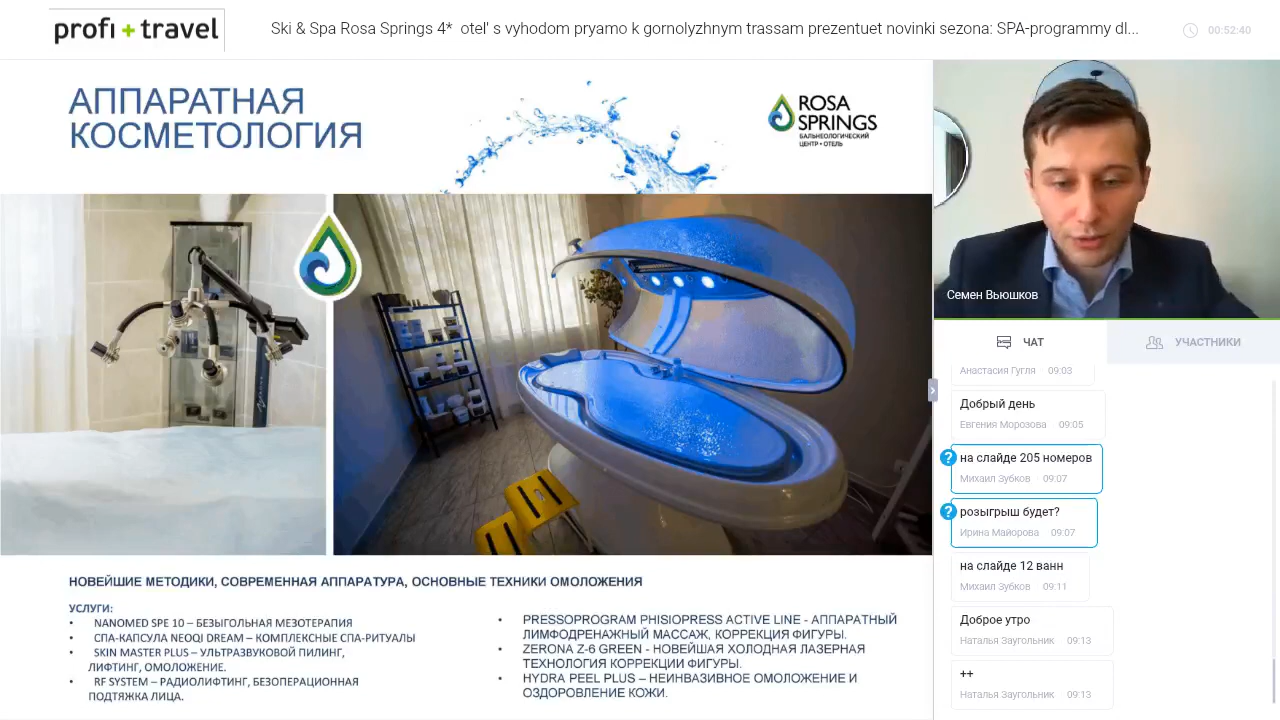 profi + travel
Ski & Spa Rosa Springs 4* otel' s vyhodom pryamo k gornolyzhnym trassam prezentuet novinki sezona: SPA-programmy dl...
00:52:40
АППАРАТНАЯ
КОСМЕТОЛОГИЯ
ROSA
SPRINGS
БАЛЬНЕОЛОГИЧЕСКИЙ
ЦЕНТР • ОТЕЛЬ
НОВЕЙШИЕ МЕТОДИКИ, СОВРЕМЕННАЯ АППАРАТУРА, ОСНОВНЫЕ ТЕХНИКИ ОМОЛОЖЕНИЯ
УСЛУГИ:
• NANOMED SPE 10 – БЕЗЫГОЛЬНАЯ МЕЗОТЕРАПИЯ
• СПА-КАПСУЛА NEOQI DREAM – КОМПЛЕКСНЫЕ СПА-РИТУАЛЫ
• SKIN MASTER PLUS – УЛЬТРАЗВУКОВОЙ ПИЛИНГ,
ЛИФТИНГ, ОМОЛОЖЕНИЕ.
• RF SYSTEM – РАДИОЛИФТИНГ, БЕЗОПЕРАЦИОННАЯ
ПОДТЯЖКА ЛИЦА.
• PRESSOPROGRAM PHISIOPRESS ACTIVE LINE - АППАРАТНЫЙ
ЛИМФОДРЕНАЖНЫЙ МАССАЖ, КОРРЕКЦИЯ ФИГУРЫ.
• ZERONA Z-6 GREEN - НОВЕЙШАЯ ХОЛОДНАЯ ЛАЗЕРНАЯ
ТЕХНОЛОГИЯ КОРРЕКЦИИ ФИГУРЫ.
• HYDRA PEEL PLUS – НЕИНВАЗИВНОЕ ОМОЛОЖЕНИЕ И
ОЗДОРОВЛЕНИЕ КОЖИ.
Семен Вьюшков
ЧАТ
УЧАСТНИКИ
Анастасия Гугля 09:03
Добрый день
Евгения Морозова 09:05
? на слайде 205 номеров
Михаил Зубков 09:07
? розыгрыш будет?
Ирина Майорова 09:07
на слайде 12 ванн
Михаил Зубков 09:11
Доброе утро
Наталья Заугольник 09:13
++
Наталья Заугольник 09:13